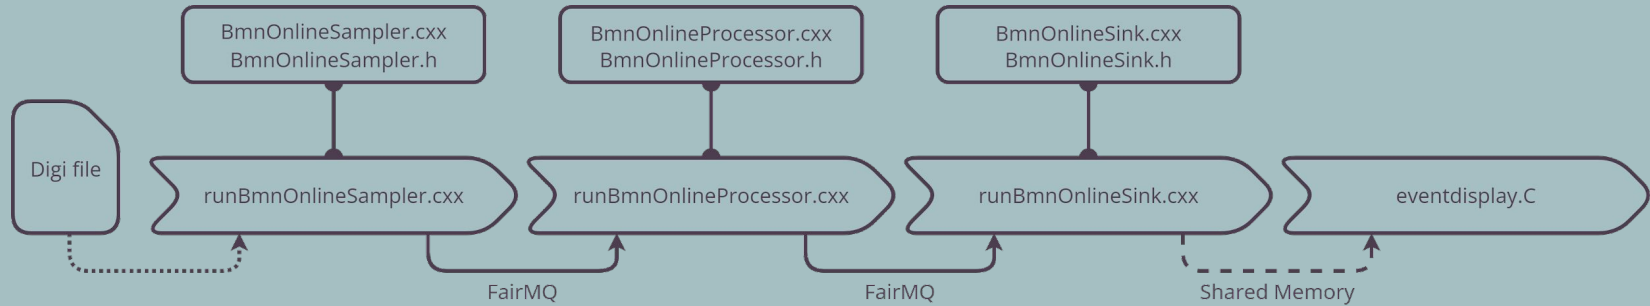 BmnOnlineSampler.cxx
BmnOnlineSampler.h
BmnOnlineProcessor.cxx
BmnOnlineProcessor.h
BmnOnlineSink.cxx
BmnOnlineSink.h
Digi file
runBmnOnlineSampler.cxx
runBmnOnlineProcessor.cxx
runBmnOnlineSink.cxx
eventdisplay.C
FairMQ
FairMQ
Shared Memory